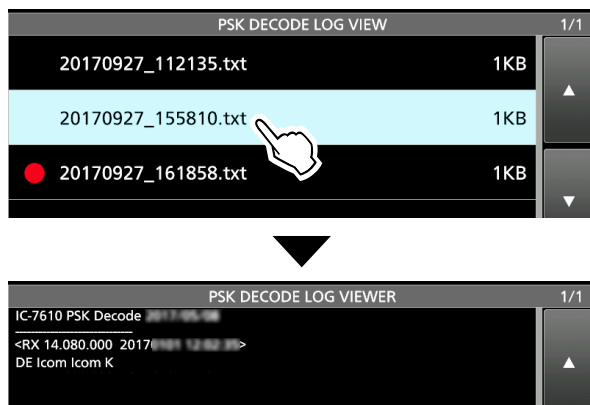 PSK DECODE LOG VIEW 1/1
20170927_112135.txt 1KB
20170927_155810.txt 1KB
20170927_161858.txt 1KB
PSK DECODE LOG VIEWER 1/1
IC-7610 PSK Decode
<RX 14.080.000 2017 >
DE Icom Icom K